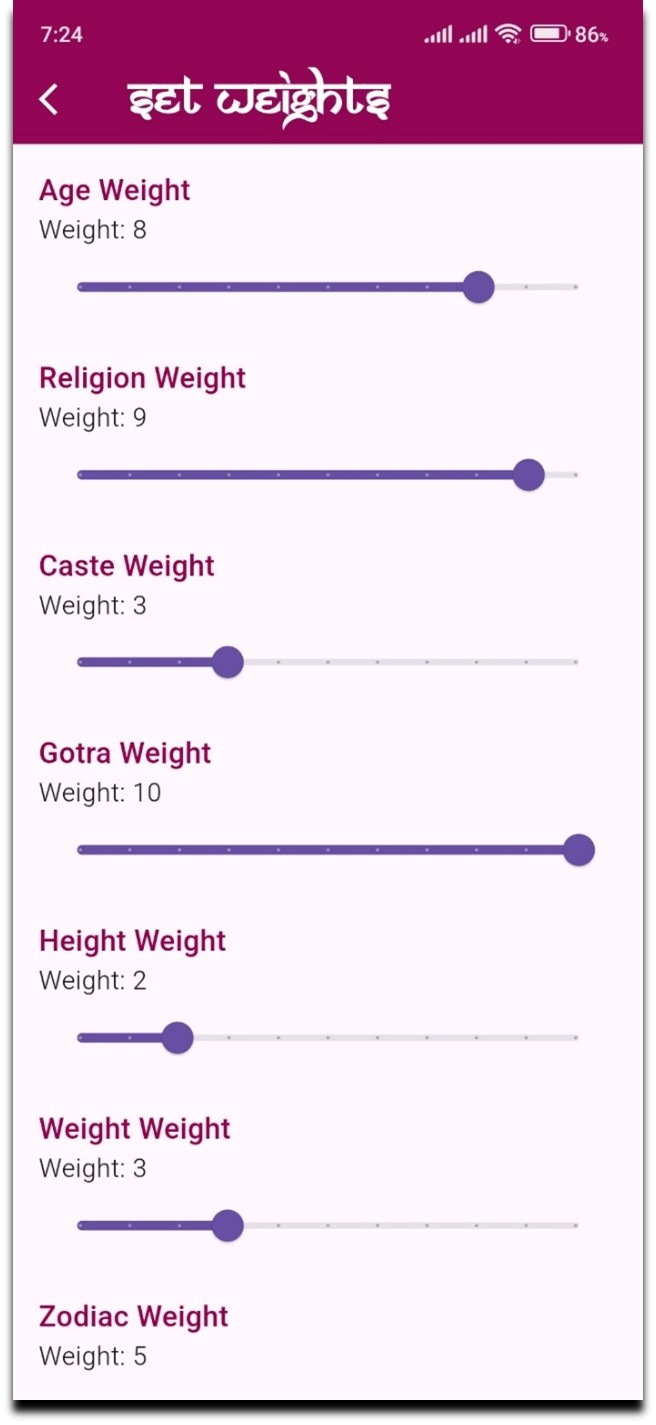 7:24 86%
Set Weights
Age Weight
Weight: 8
Religion Weight
Weight: 9
Caste Weight
Weight: 3
Gotra Weight
Weight: 10
Height Weight
Weight: 2
Weight Weight
Weight: 3
Zodiac Weight
Weight: 5